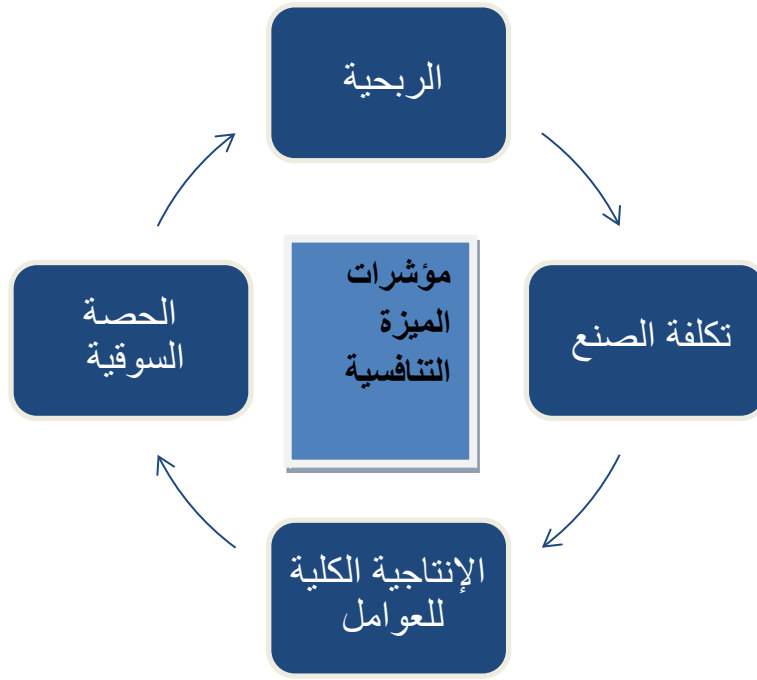 الربحية
مؤشرات
الميزة
التنافسية
تكلفة الصنع
الإنتاجية الكلية
للعوامل
الحصة
السوقية